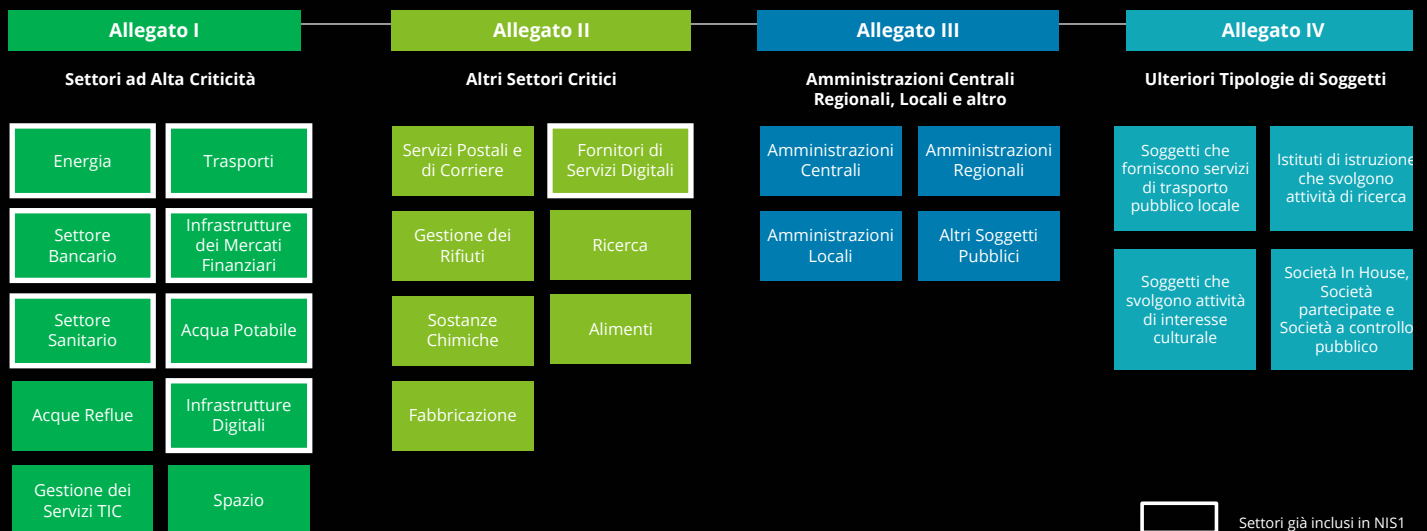 Allegato I
Allegato II
Allegato III
Allegato IV
Settori ad Alta Criticità
Altri Settori Critici
Amministrazioni Centrali
Regionali, Locali e altro
Ulteriori Tipologie di Soggetti
Energia
Trasporti
Settore
Bancario
Infrastrutture
dei Mercati
Finanziari
Settore
Sanitario
Acqua Potabile
Acque Reflue
Infrastrutture
Digitali
Gestione dei
Servizi TIC
Spazio
Servizi Postali e
di Corriere
Fornitori di
Servizi Digitali
Gestione dei
Rifiuti
Ricerca
Sostanze
Chimiche
Alimenti
Fabbricazione
Amministrazioni
Centrali
Amministrazioni
Regionali
Amministrazioni
Locali
Altri Soggetti
Pubblici
Soggetti che
forniscono servizi
di trasporto
pubblico locale
Istituti di istruzione
che svolgono
attività di ricerca
Soggetti che
svolgono attività
di interesse
culturale
Società In House,
Società
partecipate e
Società a controllo
pubblico
Settori già inclusi in NIS1